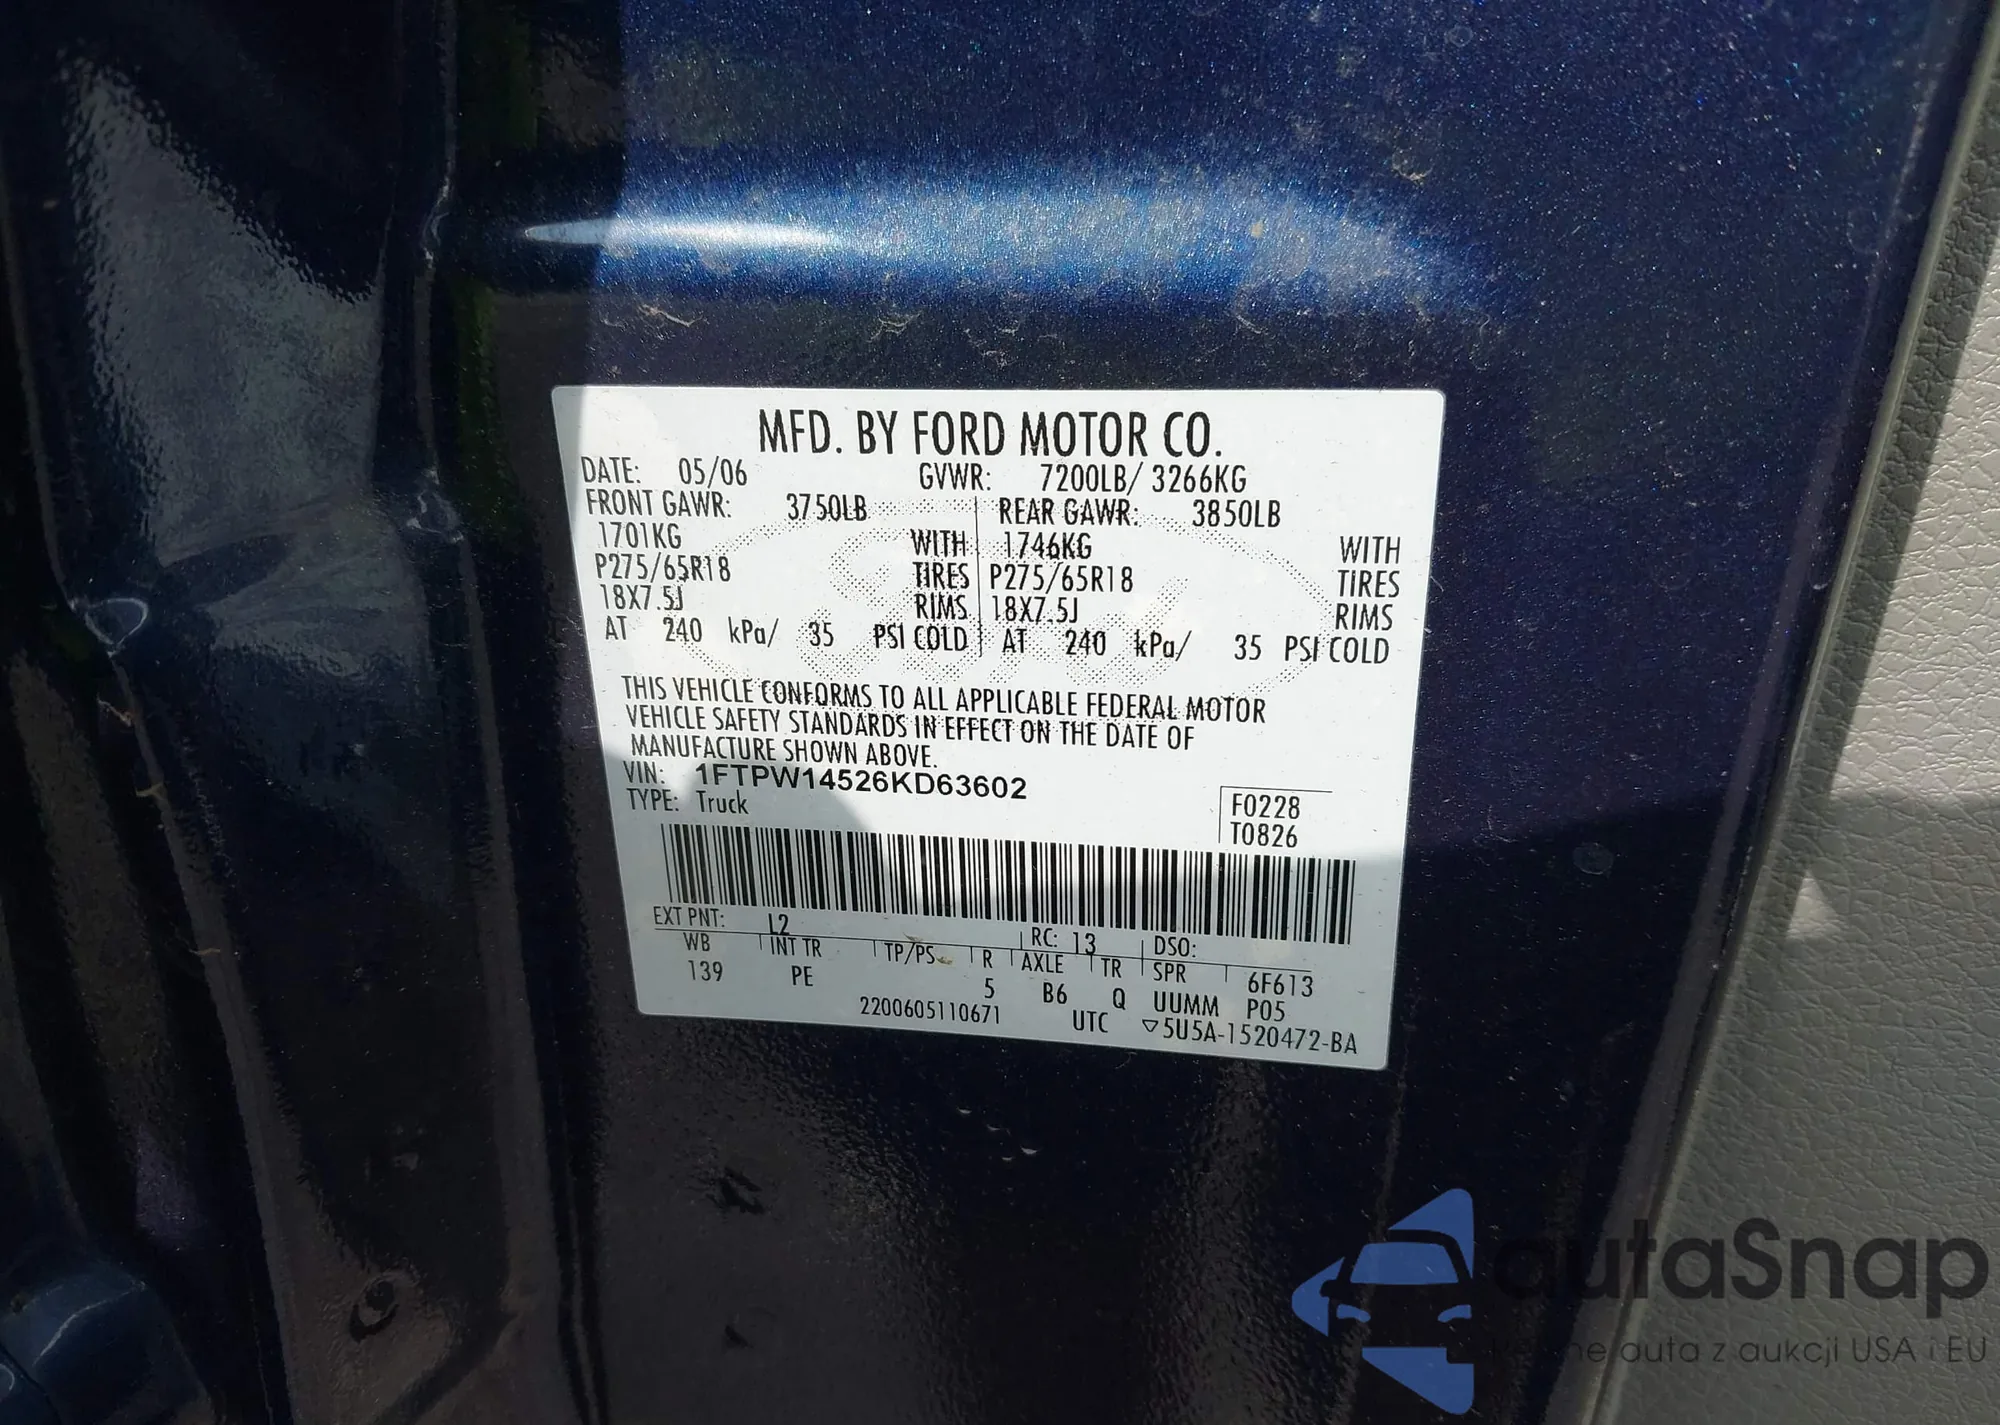 MFD. BY FORD MOTOR CO.
DATE: 05/06 GVWR: 7200LB/ 3266KG
FRONT GAWR: 3750LB REAR GAWR: 3850LB
1701KG WITH 1746KG WITH
P275/65R18 TIRES P275/65R18 TIRES
18X7.5J RIMS 18X7.5J RIMS
AT 240 kPa/ 35 PSI COLD AT 240 kPa/ 35 PSI COLD
THIS VEHICLE CONFORMS TO ALL APPLICABLE FEDERAL MOTOR
VEHICLE SAFETY STANDARDS IN EFFECT ON THE DATE OF
MANUFACTURE SHOWN ABOVE.
VIN: 1FTPW14526KD63602
TYPE: Truck
F0228
T0826
EXT PNT: L2 RC: 13 DSO:
WB INT TR TP/PS R AXLE TR SPR 6F613
139 PE 5 B6 Q UUMM P05
2200605110671 UTC ▽5U5A-1520472-BA
autaSnap
auta z aukcji USA i EU